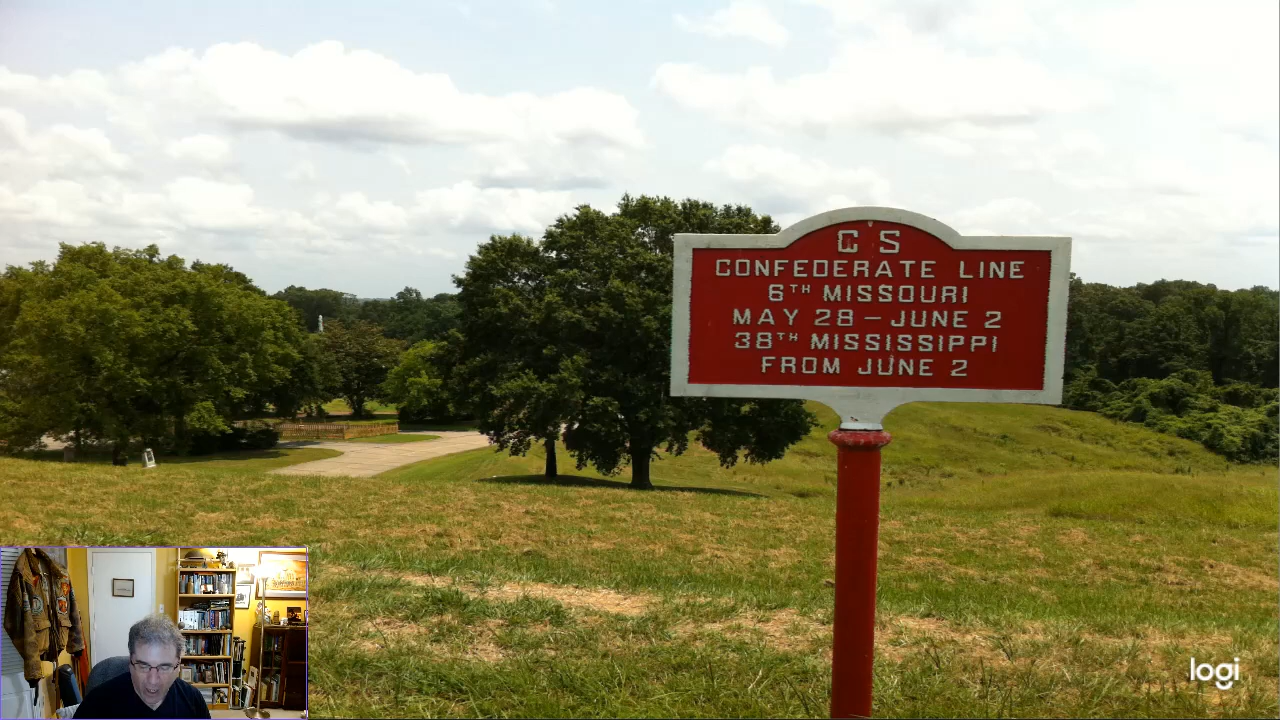 C S
CONFEDERATE LINE
6TH MISSOURI
MAY 28 - JUNE 2
38TH MISSISSIPPI
FROM JUNE 2
logi